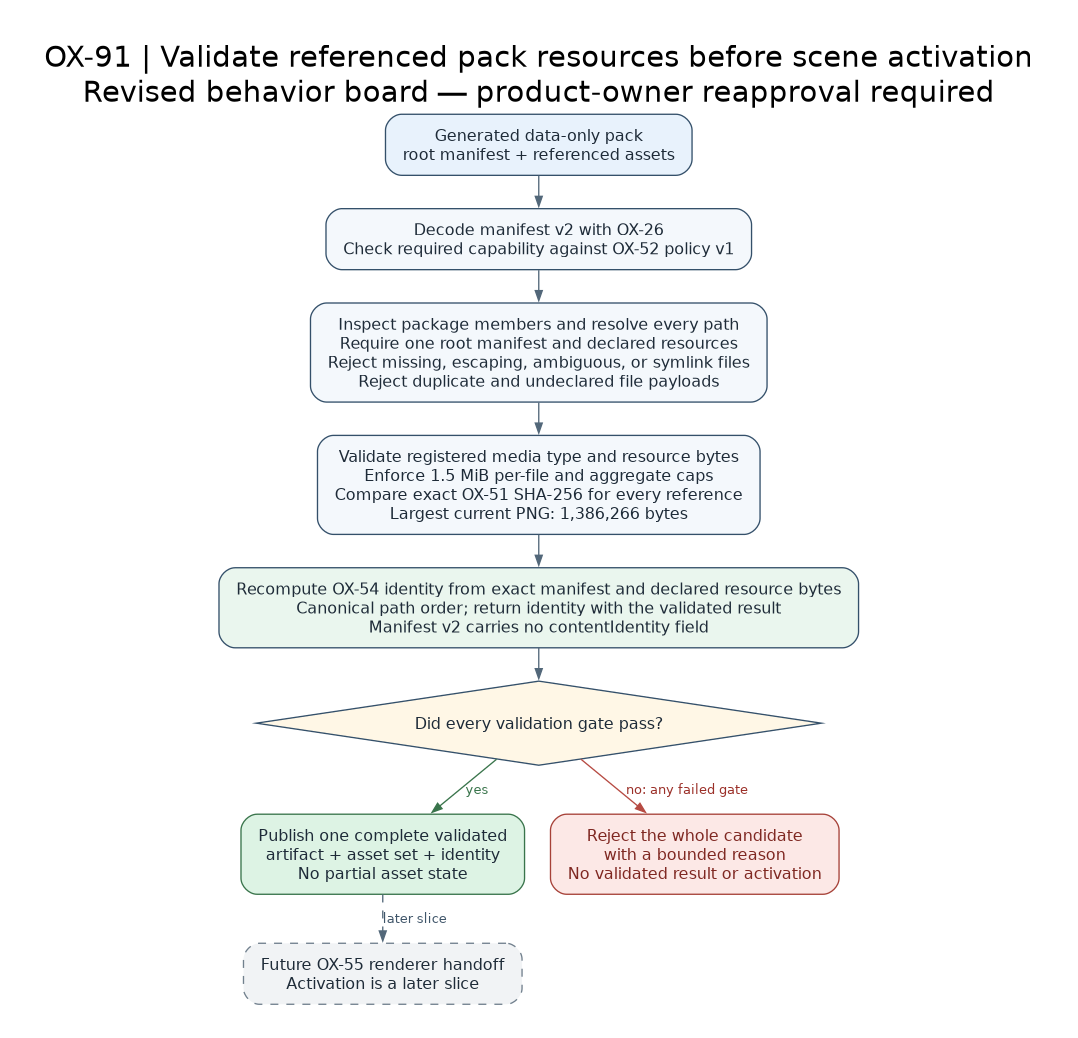 OX-91 | Validate referenced pack resources before scene activation
Revised behavior board — product-owner reapproval required
Generated data-only pack
root manifest + referenced assets
Decode manifest v2 with OX-26
Check required capability against OX-52 policy v1
Inspect package members and resolve every path
Require one root manifest and declared resources
Reject missing, escaping, ambiguous, or symlink files
Reject duplicate and undeclared file payloads
Validate registered media type and resource bytes
Enforce 1.5 MiB per-file and aggregate caps
Compare exact OX-51 SHA-256 for every reference
Largest current PNG: 1,386,266 bytes
Recompute OX-54 identity from exact manifest and declared resource bytes
Canonical path order; return identity with the validated result
Manifest v2 carries no contentIdentity field
Did every validation gate pass?
yes
no: any failed gate
Publish one complete validated
artifact + asset set + identity
No partial asset state
Reject the whole candidate
with a bounded reason
No validated result or activation
later slice
Future OX-55 renderer handoff
Activation is a later slice